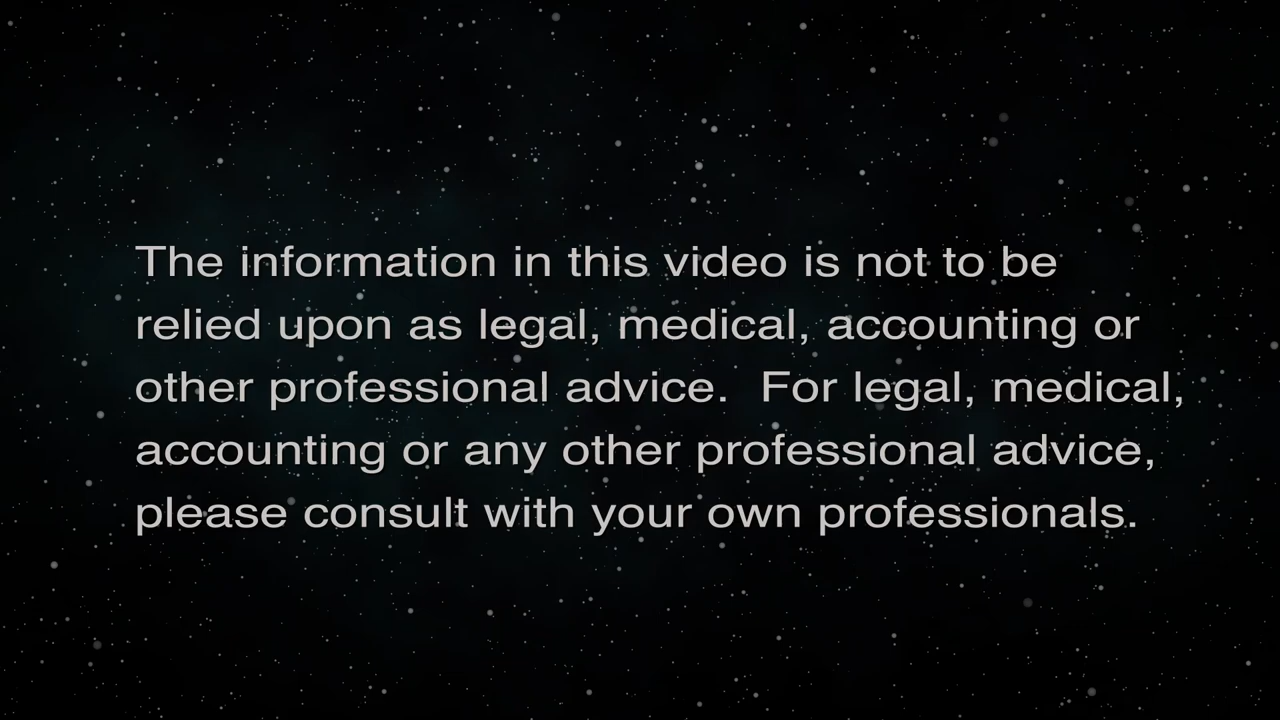 The information in this video is not to be
relied upon as legal, medical, accounting or
other professional advice.  For legal, medical,
accounting or any other professional advice,
please consult with your own professionals.